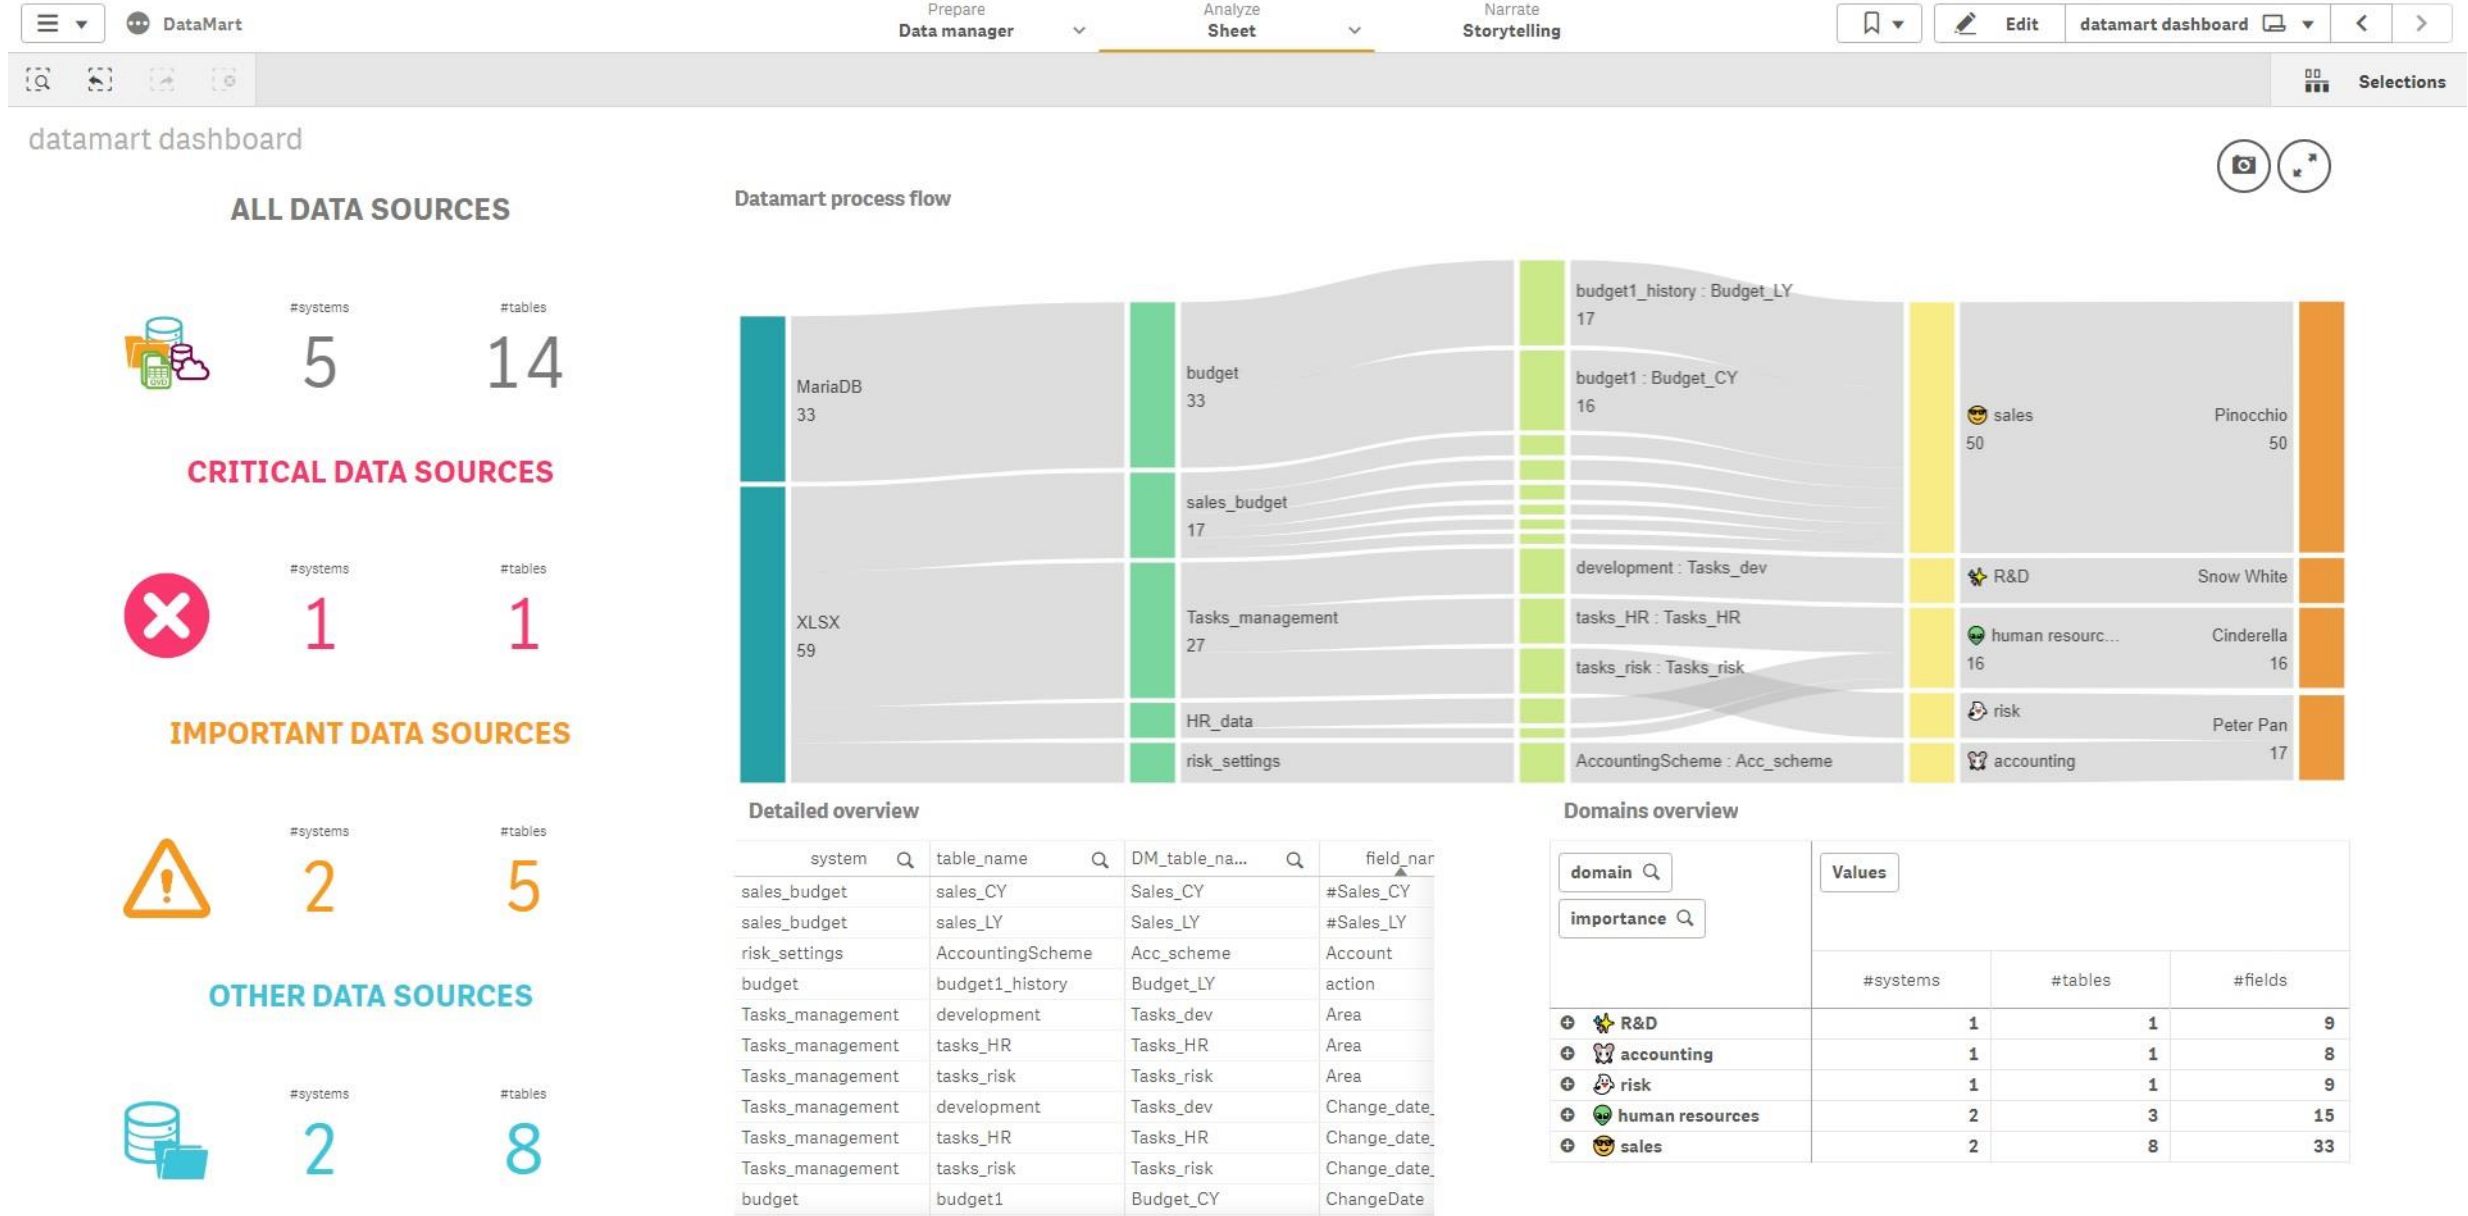 Prepare
Data manager
Analyze
Sheet
Narrate
Storytelling
DataMart
Edit
datamart dashboard
Selections
datamart dashboard
ALL DATA SOURCES
#systems #tables
5 14
CRITICAL DATA SOURCES
#systems #tables
1 1
IMPORTANT DATA SOURCES
#systems #tables
2 5
OTHER DATA SOURCES
#systems #tables
2 8
Datamart process flow
MariaDB
33
XLSX
59
budget
33
sales_budget
17
Tasks_management
27
HR_data
risk_settings
budget1_history : Budget_LY
17
budget1 : Budget_CY
16
development : Tasks_dev
tasks_HR : Tasks_HR
tasks_risk : Tasks_risk
AccountingScheme : Acc_scheme
sales
50
R&D
human resourc...
16
risk
accounting
Pinocchio
50
Snow White
Cinderella
16
Peter Pan
17
Detailed overview
system table_name DM_table_na... field_nar
sales_budget sales_CY Sales_CY #Sales_CY
sales_budget sales_LY Sales_LY #Sales_LY
risk_settings AccountingScheme Acc_scheme Account
budget budget1_history Budget_LY action
Tasks_management development Tasks_dev Area
Tasks_management tasks_HR Tasks_HR Area
Tasks_management tasks_risk Tasks_risk Area
Tasks_management development Tasks_dev Change_date_
Tasks_management tasks_HR Tasks_HR Change_date_
Tasks_management tasks_risk Tasks_risk Change_date_
budget budget1 Budget_CY ChangeDate
Domains overview
domain
importance
Values
#systems #tables #fields
R&D 1 1 9
accounting 1 1 8
risk 1 1 9
human resources 2 3 15
sales 2 8 33